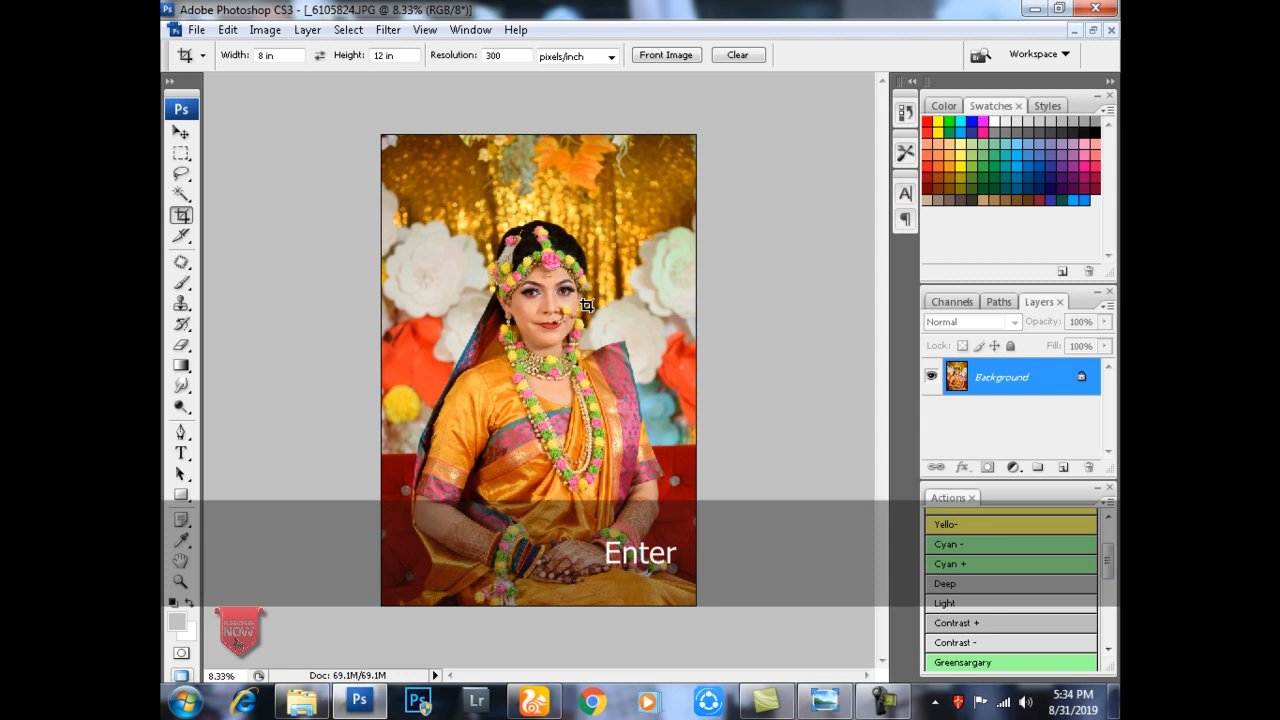 Adobe Photoshop CS3 - [_6105824.JPG @ 8.33% (RGB/8*)]
File Edit Image Layer Select Filter View Window Help
Width: 8 in Height: 12 in Resolution: 300 pixels/inch Front Image Clear Workspace
Ps
Color Swatches Styles
Channels Paths Layers
Normal Opacity: 100%
Lock: Fill: 100%
Background
Actions
Yello-
Cyan -
Cyan +
Deep
Light
Contrast +
Contrast -
Greensargary
Enter
NOW
8.33% Doc: 69.1M/69.1M
Ps Ps Lr
5:34 PM
8/31/2019